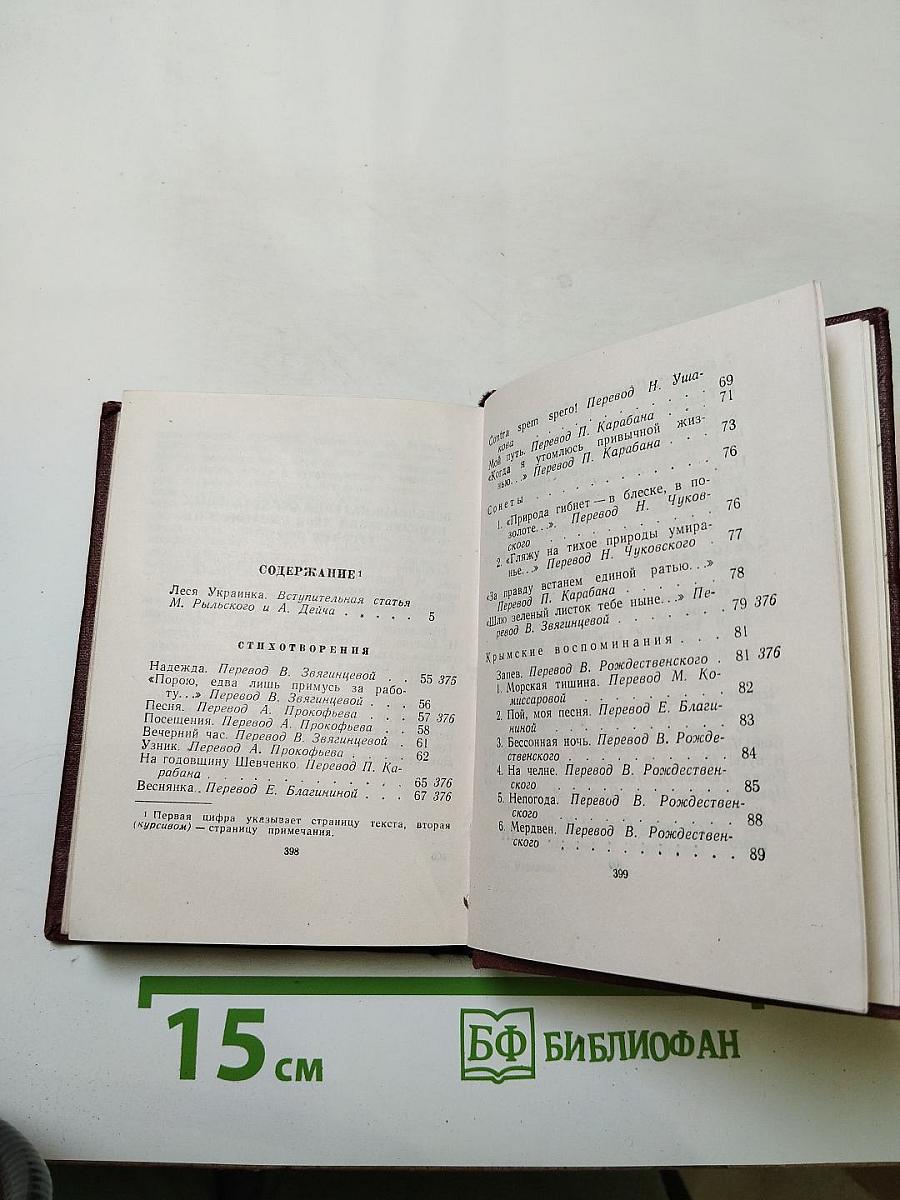 СОДЕРЖАНИЕ¹
Леся Украинка. Вступительная статья
М. Рыльского и А. Дейча . . . . . 5
СТИХОТВОРЕНИЯ
Надежда. Перевод В. Звягинцевой . . 55 375
«Порою, едва лишь примусь за рабо-
ту. . .» Перевод В. Звягинцевой . . 56
Песня. Перевод А. Прокофьева . . . 57 376
Посещения. Перевод А. Прокофьева . 58
Вечерний час. Перевод В. Звягинцевой . 61
Узник. Перевод А. Прокофьева . . . . 62
На годовщину Шевченко. Перевод П. Ка-
рабана . . . . . . . . . . . 65 376
Веснянка. Перевод Е. Благининой . . . 67 376
¹ Первая цифра указывает страницу текста, вторая
(курсивом) — страницу примечания.
398
Contra spem spero! Перевод Н. Уша-
кова . . . . . . . . . . . 69
Мой путь. Перевод П. Карабана . . . 71
«Когда я утомлюсь привычной жиз-
нью. . .» Перевод П. Карабана . . . 73
Сонеты . . . . . . . . . . . 76
1. «Природа гибнет — в блеске, в по-
золоте. . .». Перевод Н. Чуков-
ского . . . . . . . . . . . 76
2. «Гляжу на тихое природы умира-
нье. . .» Перевод Н. Чуковского . 77
«За правду встанем единой ратью. . .»
Перевод П. Карабана . . . . . . 78
«Шлю зеленый листок тебе ныне. . .» Пе-
ревод В. Звягинцевой . . . . . . 79 376
Крымские воспоминания . . . 81
Запев. Перевод В. Рождественского . 81 376
1. Морская тишина. Перевод М. Ко-
миссаровой . . . . . . . . . 82
2. Пой, моя песня. Перевод Е. Благи-
ниной . . . . . . . . . . . 83
3. Бессонная ночь. Перевод В. Рожде-
ственского . . . . . . . . . 84
4. На челне. Перевод В. Рождествен-
ского . . . . . . . . . . . 85
5. Непогода. Перевод В. Рождествен-
ского . . . . . . . . . . . 88
6. Мердвен. Перевод В. Рождествен-
ского . . . . . . . . . . . 89
399
15 см
БФ БИБЛИОФАН